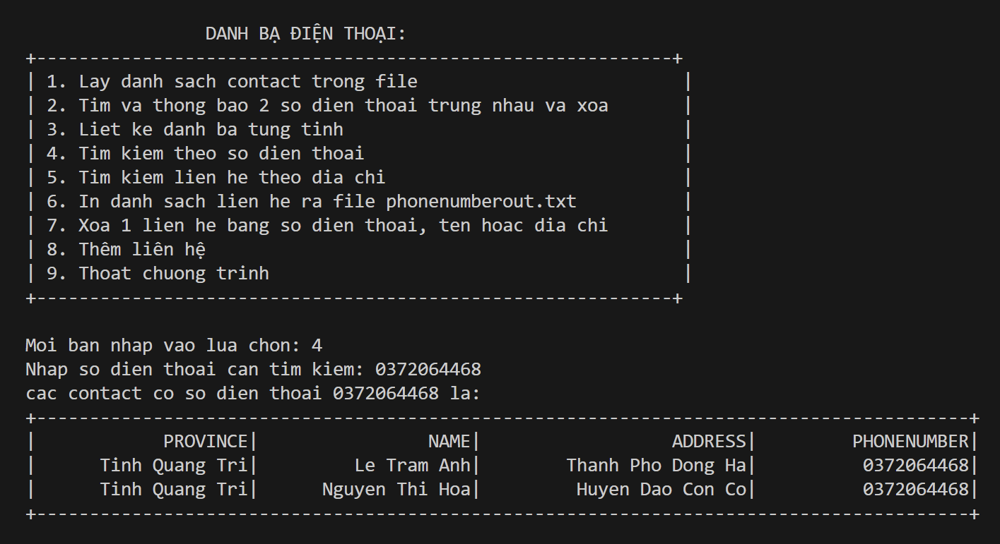 DANH BẠ ĐIỆN THOẠI:
+------------------------------------------------------------+
| 1. Lay danh sach contact trong file                         |
| 2. Tim va thong bao 2 so dien thoai trung nhau va xoa       |
| 3. Liet ke danh ba tung tinh                                |
| 4. Tim kiem theo so dien thoai                              |
| 5. Tim kiem lien he theo dia chi                            |
| 6. In danh sach lien he ra file phonenumberout.txt          |
| 7. Xoa 1 lien he bang so dien thoai, ten hoac dia chi       |
| 8. Thêm liên hệ                                             |
| 9. Thoat chuong trinh                                       |
+------------------------------------------------------------+
Moi ban nhap vao lua chon: 4
Nhap so dien thoai can tim kiem: 0372064468
cac contact co so dien thoai 0372064468 la:
+----------------------------------------------------------------------------------------+
|            PROVINCE|                NAME|                  ADDRESS|         PHONENUMBER|
|      Tinh Quang Tri|         Le Tram Anh|        Thanh Pho Dong Ha|          0372064468|
|      Tinh Quang Tri|      Nguyen Thi Hoa|         Huyen Dao Con Co|          0372064468|
+----------------------------------------------------------------------------------------+